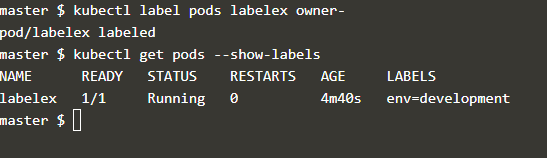 master $ kubectl label pods labelex owner-
pod/labelex labeled
master $ kubectl get pods --show-labels
NAME READY STATUS RESTARTS AGE LABELS
labelex 1/1 Running 0 4m40s env=development
master $